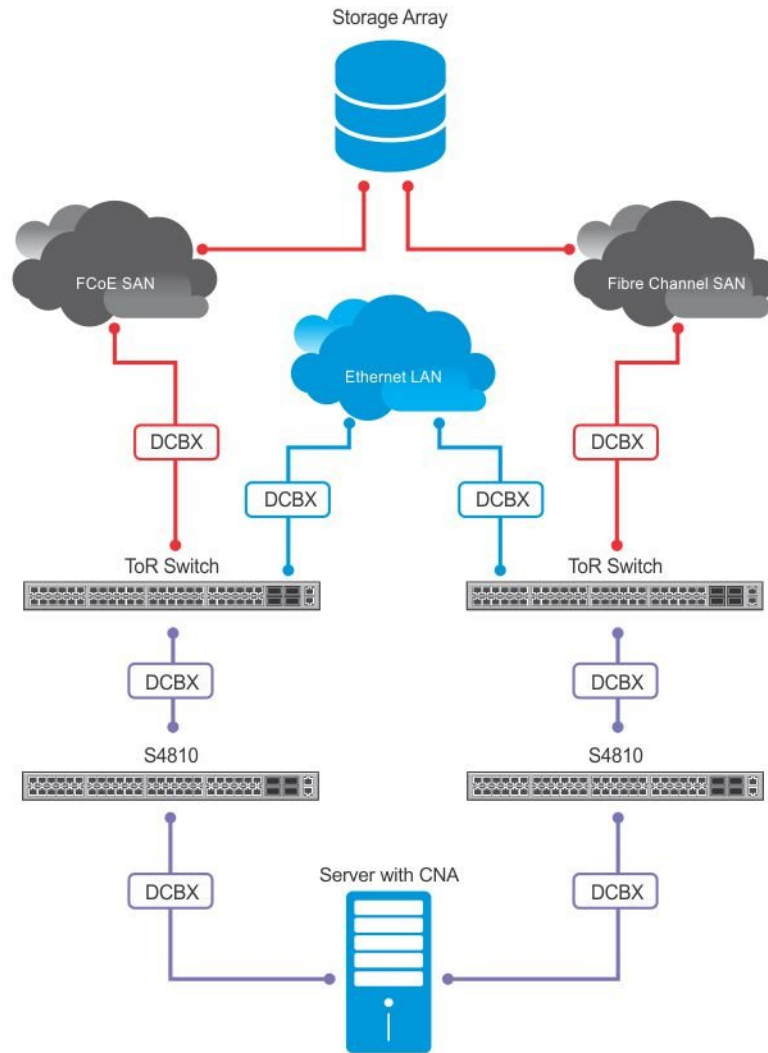 Storage Array
FCoE SAN
Fibre Channel SAN
Ethernet LAN
DCBX
DCBX
DCBX
DCBX
ToR Switch
ToR Switch
DCBX
DCBX
S4810
S4810
Server with CNA
DCBX
DCBX